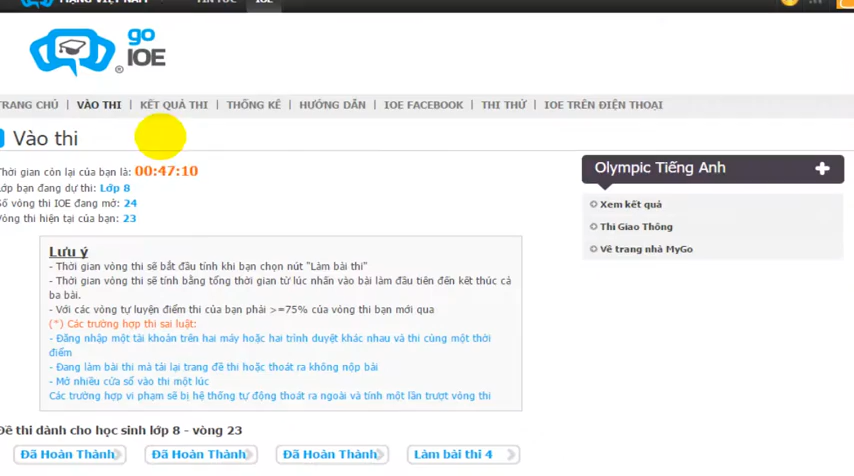 MẠNG VIỆT NAM TIN TỨC IOE
go
IOE
®
TRANG CHỦ | VÀO THI | KẾT QUẢ THI | THỐNG KÊ | HƯỚNG DẪN | IOE FACEBOOK | THI THỬ | IOE TRÊN ĐIỆN THOẠI
Vào thi
Thời gian còn lại của bạn là: 00:47:10
Lớp bạn đang dự thi: Lớp 8
Số vòng thi IOE đang mở: 24
Vòng thi hiện tại của bạn: 23
Lưu ý
- Thời gian vòng thi sẽ bắt đầu tính khi bạn chọn nút "Làm bài thi"
- Thời gian vòng thi sẽ tính bằng tổng thời gian từ lúc nhấn vào bài làm đầu tiên đến kết thúc cả
ba bài.
- Với các vòng tự luyện điểm thi của bạn phải >=75% của vòng thi bạn mới qua
(*) Các trường hợp thi sai luật:
- Đăng nhập một tài khoản trên hai máy hoặc hai trình duyệt khác nhau và thi cùng một thời
điểm
- Đang làm bài thi mà tải lại trang đề thi hoặc thoát ra không nộp bài
- Mở nhiều cửa sổ vào thi một lúc
Các trường hợp vi phạm sẽ bị hệ thống tự động thoát ra ngoài và tính một lần trượt vòng thi
Đề thi dành cho học sinh lớp 8 - vòng 23
Đã Hoàn Thành Đã Hoàn Thành Đã Hoàn Thành Làm bài thi 4
Olympic Tiếng Anh
Xem kết quả
Thi Giao Thông
Về trang nhà MyGo